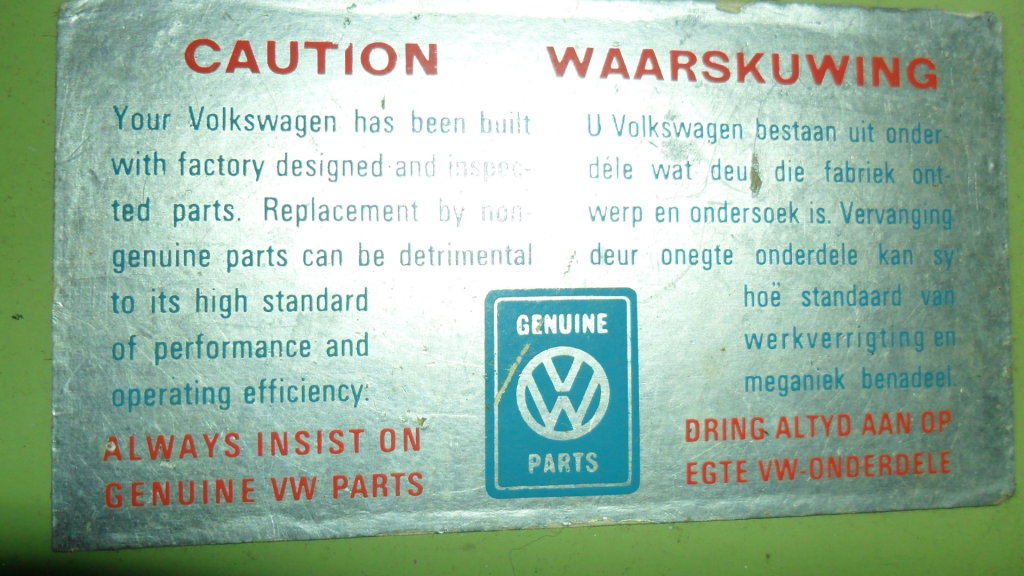 CAUTION
Your Volkswagen has been built
with factory designed and inspec-
ted parts. Replacement by non-
genuine parts can be detrimental
to its high standard
of performance and
operating efficiency.
ALWAYS INSIST ON
GENUINE VW PARTS
WAARSKUWING
U Volkswagen bestaan uit onder-
déle wat deur die fabriek ont-
werp en ondersoek is. Vervanging
deur onegte onderdele kan sy
hoë standaard van
werkverrigting en
meganiek benadeel
DRING ALTYD AAN OP
EGTE VW-ONDERDELE
GENUINE
VW
PARTS